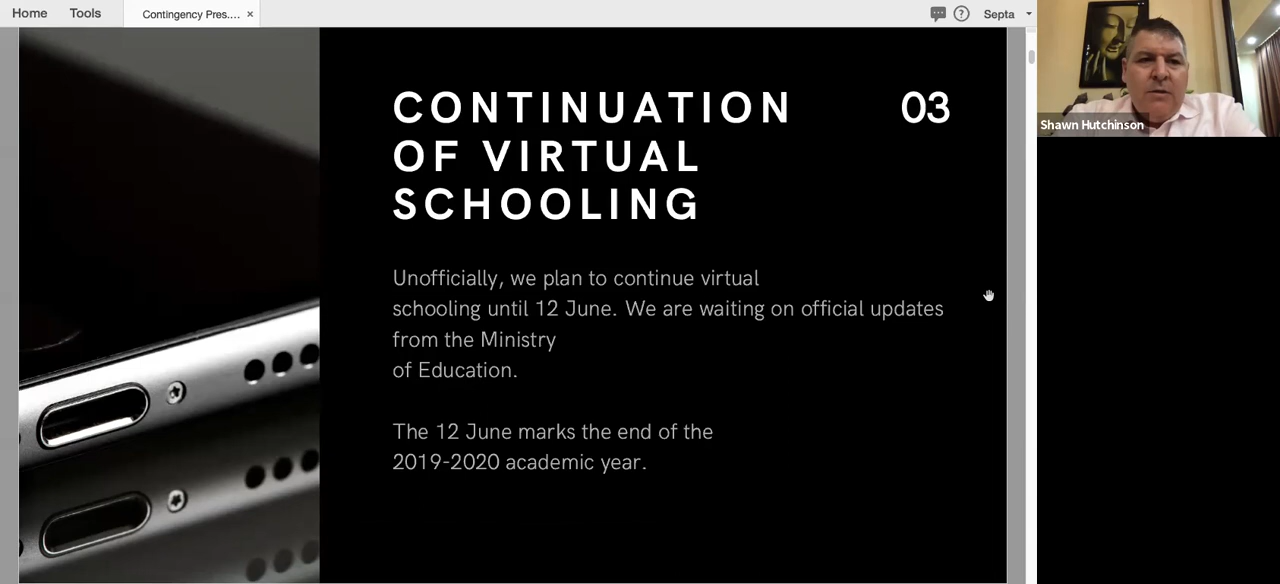 Home Tools Contingency Pres.... × ? Septa
CONTINUATION 03
OF VIRTUAL
SCHOOLING
Unofficially, we plan to continue virtual
schooling until 12 June. We are waiting on official updates
from the Ministry
of Education.
The 12 June marks the end of the
2019-2020 academic year.
Shawn Hutchinson